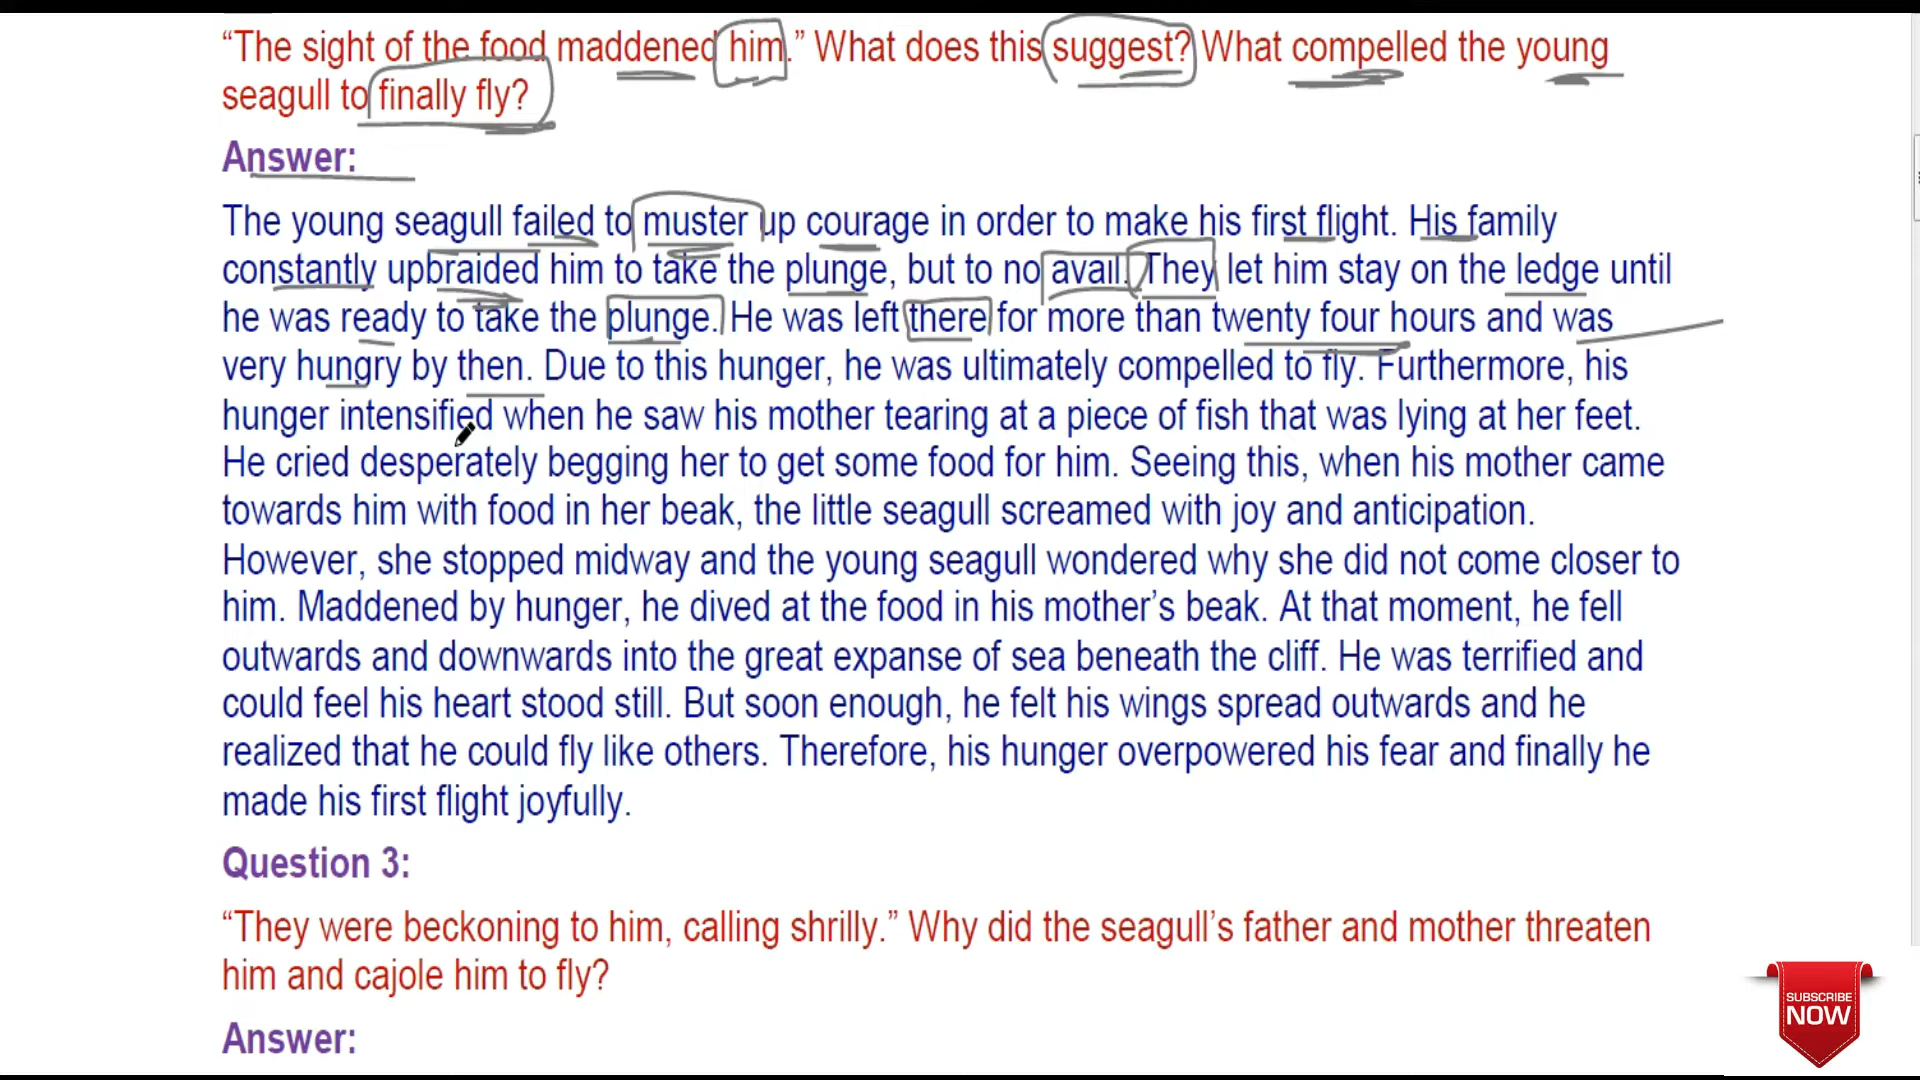 “The sight of the food maddened him.” What does this suggest? What compelled the young
seagull to finally fly?
Answer:
The young seagull failed to muster up courage in order to make his first flight. His family
constantly upbraided him to take the plunge, but to no avail. They let him stay on the ledge until
he was ready to take the plunge. He was left there for more than twenty four hours and was
very hungry by then. Due to this hunger, he was ultimately compelled to fly. Furthermore, his
hunger intensified when he saw his mother tearing at a piece of fish that was lying at her feet.
He cried desperately begging her to get some food for him. Seeing this, when his mother came
towards him with food in her beak, the little seagull screamed with joy and anticipation.
However, she stopped midway and the young seagull wondered why she did not come closer to
him. Maddened by hunger, he dived at the food in his mother’s beak. At that moment, he fell
outwards and downwards into the great expanse of sea beneath the cliff. He was terrified and
could feel his heart stood still. But soon enough, he felt his wings spread outwards and he
realized that he could fly like others. Therefore, his hunger overpowered his fear and finally he
made his first flight joyfully.
Question 3:
“They were beckoning to him, calling shrilly.” Why did the seagull’s father and mother threaten
him and cajole him to fly?
Answer:
SUBSCRIBE
NOW